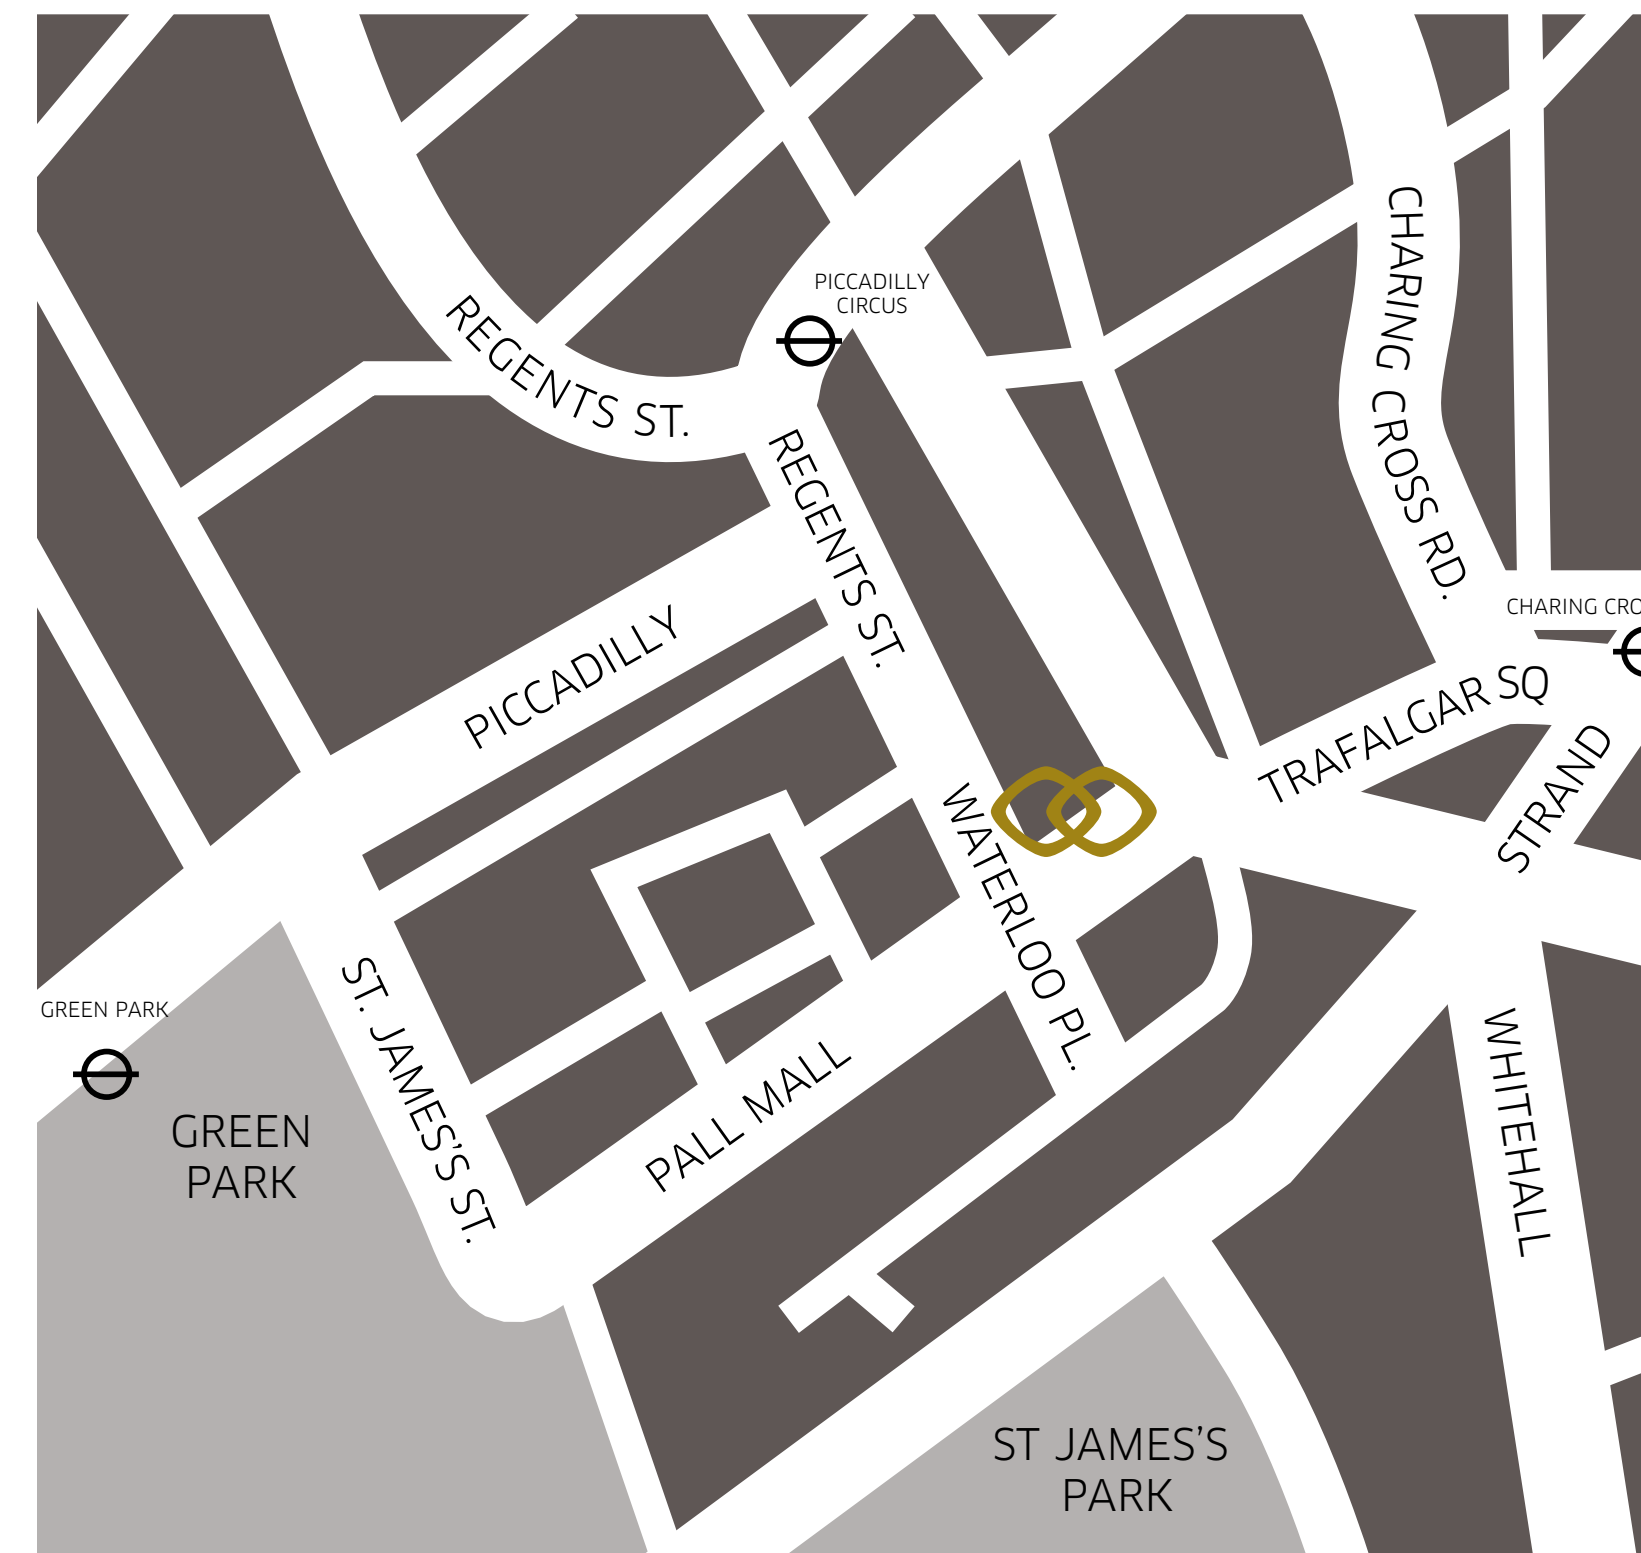 PICCADILLY
CIRCUS
CHARING CROSS RD.
REGENTS ST.
REGENTS ST.
CHARING CRO
PICCADILLY
TRAFALGAR SQ
STRAND
WATERLOO PL.
ST. JAMES'S ST.
GREEN PARK
PALL MALL
WHITEHALL
GREEN
PARK
ST JAMES'S
PARK